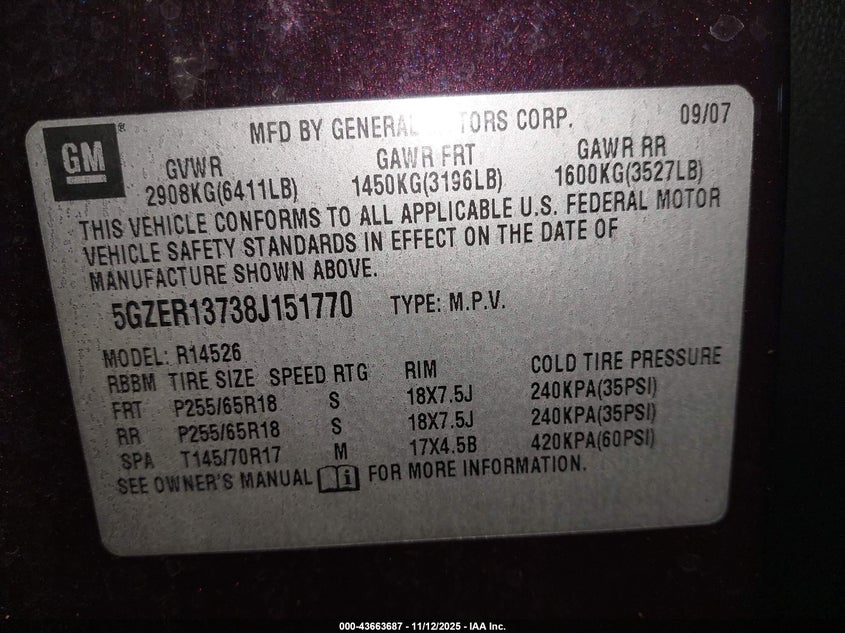 GM
MFD BY GENERAL MOTORS CORP.
09/07
GVWR GAWR FRT GAWR RR
2908KG(6411LB) 1450KG(3196LB) 1600KG(3527LB)
THIS VEHICLE CONFORMS TO ALL APPLICABLE U.S. FEDERAL MOTOR
VEHICLE SAFETY STANDARDS IN EFFECT ON THE DATE OF
MANUFACTURE SHOWN ABOVE.
5GZER13738J151770 TYPE: M.P.V.
MODEL: R14526
RBBM TIRE SIZE SPEED RTG RIM COLD TIRE PRESSURE
FRT P255/65R18 S 18X7.5J 240KPA(35PSI)
RR P255/65R18 S 18X7.5J 240KPA(35PSI)
SPA T145/70R17 M 17X4.5B 420KPA(60PSI)
SEE OWNER'S MANUAL i FOR MORE INFORMATION.
000-43663687 - 11/12/2025 - IAA Inc.